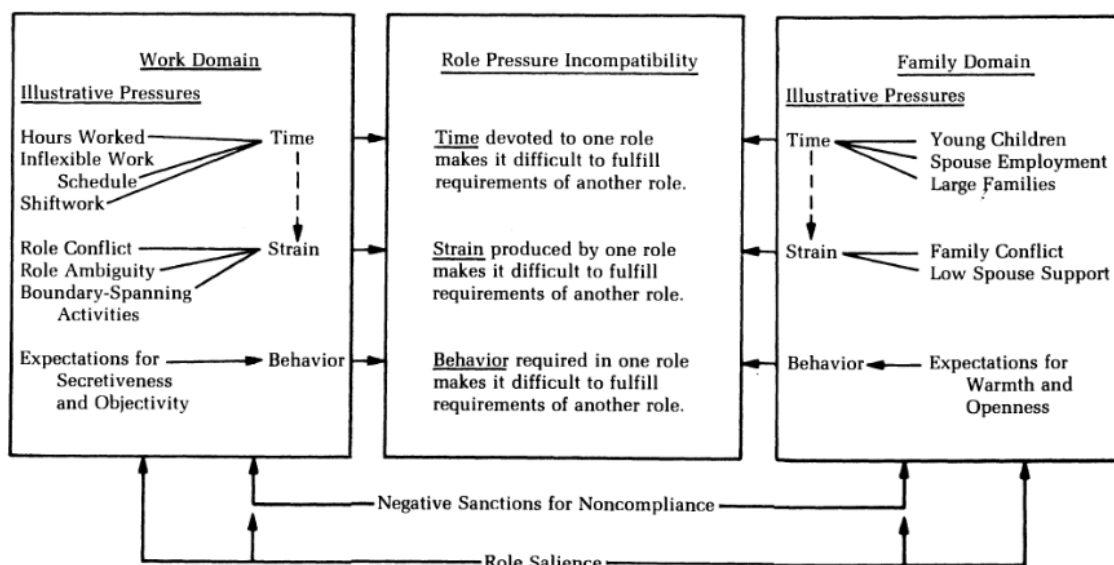 Work Domain
Illustrative Pressures
Hours Worked
Inflexible Work
Schedule
Shiftwork
Time
Role Conflict
Role Ambiguity
Boundary-Spanning
Activities
Strain
Expectations for
Secretiveness
and Objectivity
Behavior
Role Pressure Incompatibility
Time devoted to one role
makes it difficult to fulfill
requirements of another role.
Strain produced by one role
makes it difficult to fulfill
requirements of another role.
Behavior required in one role
makes it difficult to fulfill
requirements of another role.
Family Domain
Illustrative Pressures
Time
Young Children
Spouse Employment
Large Families
Strain
Family Conflict
Low Spouse Support
Behavior
Expectations for
Warmth and
Openness
Negative Sanctions for Noncompliance
Role Salience